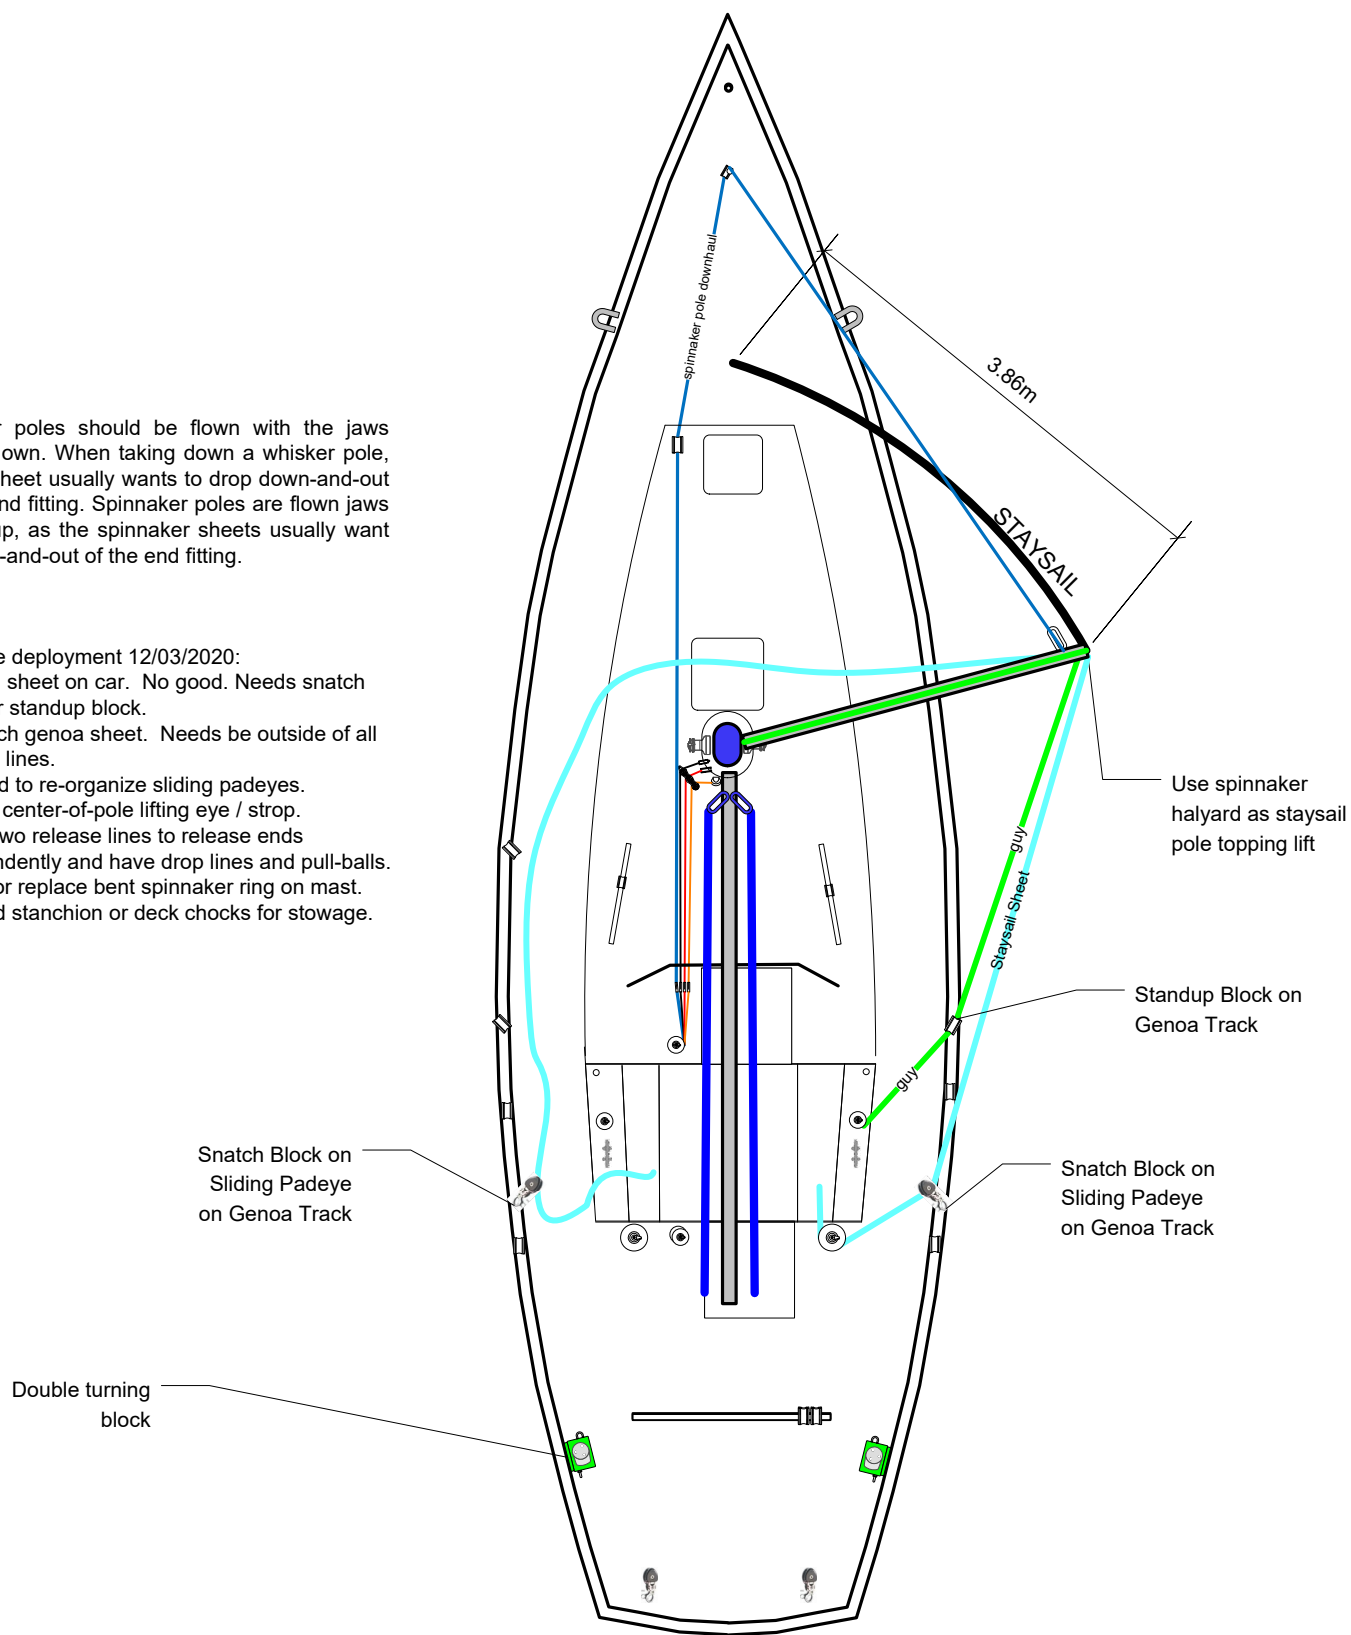 r poles should be flown with the jaws
own. When taking down a whisker pole,
heet usually wants to drop down-and-out
nd fitting. Spinnaker poles are flown jaws
up, as the spinnaker sheets usually want
-and-out of the end fitting.
e deployment 12/03/2020:
sheet on car.  No good. Needs snatch
r standup block.
ch genoa sheet.  Needs be outside of all
lines.
d to re-organize sliding padeyes.
center-of-pole lifting eye / strop.
wo release lines to release ends
ndently and have drop lines and pull-balls.
or replace bent spinnaker ring on mast.
d stanchion or deck chocks for stowage.
spinnaker pole downhaul
3.86m
STAYSAIL
Use spinnaker
halyard as staysail
pole topping lift
guy
Staysail Sheet
Standup Block on
Genoa Track
guy
Snatch Block on
Sliding Padeye
on Genoa Track
Snatch Block on
Sliding Padeye
on Genoa Track
Double turning
block